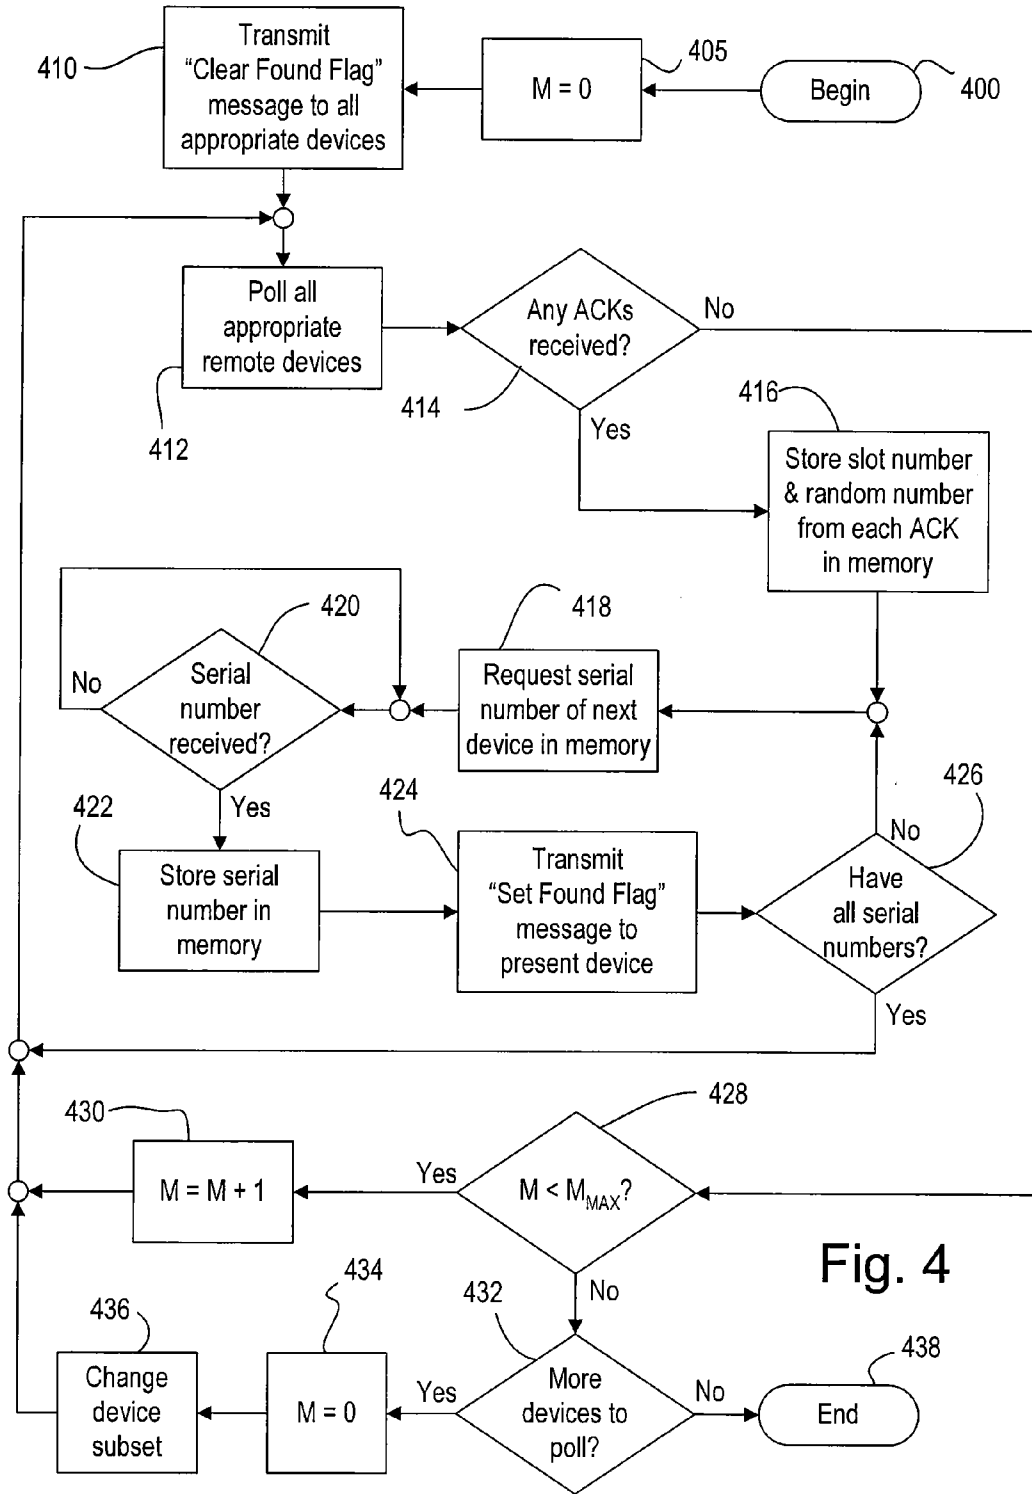 Transmit
“Clear Found Flag”
message to all
appropriate devices
410
M = 0
405
Begin
400
Poll all
appropriate
remote devices
412
Any ACKs
received?
414
No
Yes
416
Store slot number
& random number
from each ACK
in memory
418
Request serial
number of next
device in memory
420
Serial
number
received?
No
Yes
422
Store serial
number in
memory
424
Transmit
“Set Found Flag”
message to
present device
426
Have
all serial
numbers?
No
Yes
428
M < MMAX?
Yes
No
430
M = M + 1
432
More
devices to
poll?
Yes
No
434
M = 0
436
Change
device
subset
438
End
Fig. 4